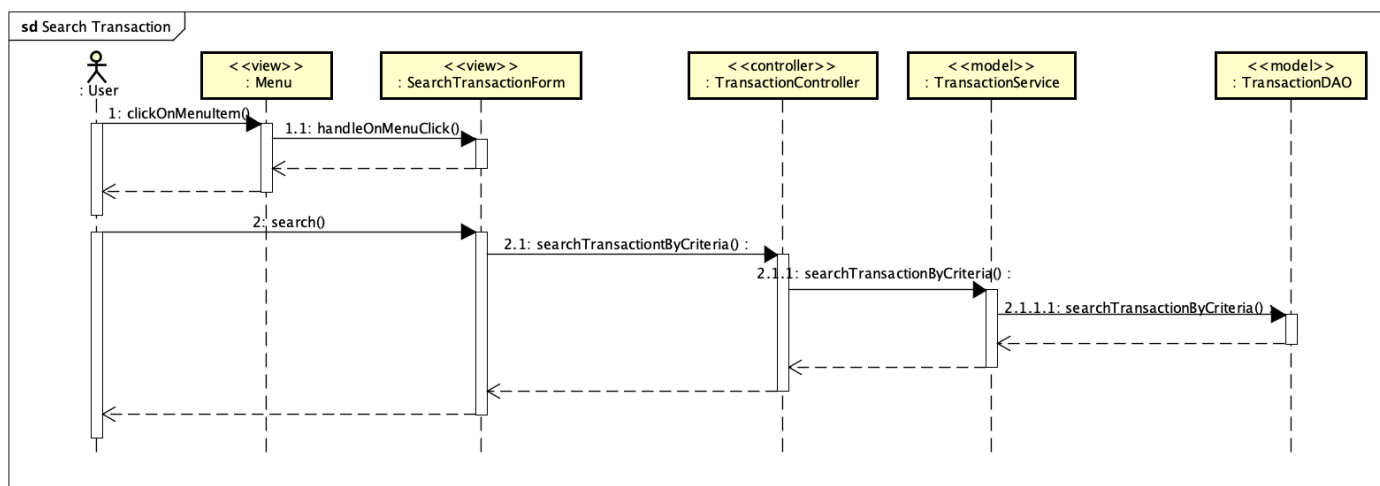 sd Search Transaction
: User
<<view>>
: Menu
<<view>>
: SearchTransactionForm
<<controller>>
: TransactionController
<<model>>
: TransactionService
<<model>>
: TransactionDAO
1: clickOnMenuItem()
1.1: handleOnMenuClick()
2: search()
2.1: searchTransactiontByCriteria() :
2.1.1: searchTransactionByCriteria() :
2.1.1.1: searchTransactionByCriteria() :